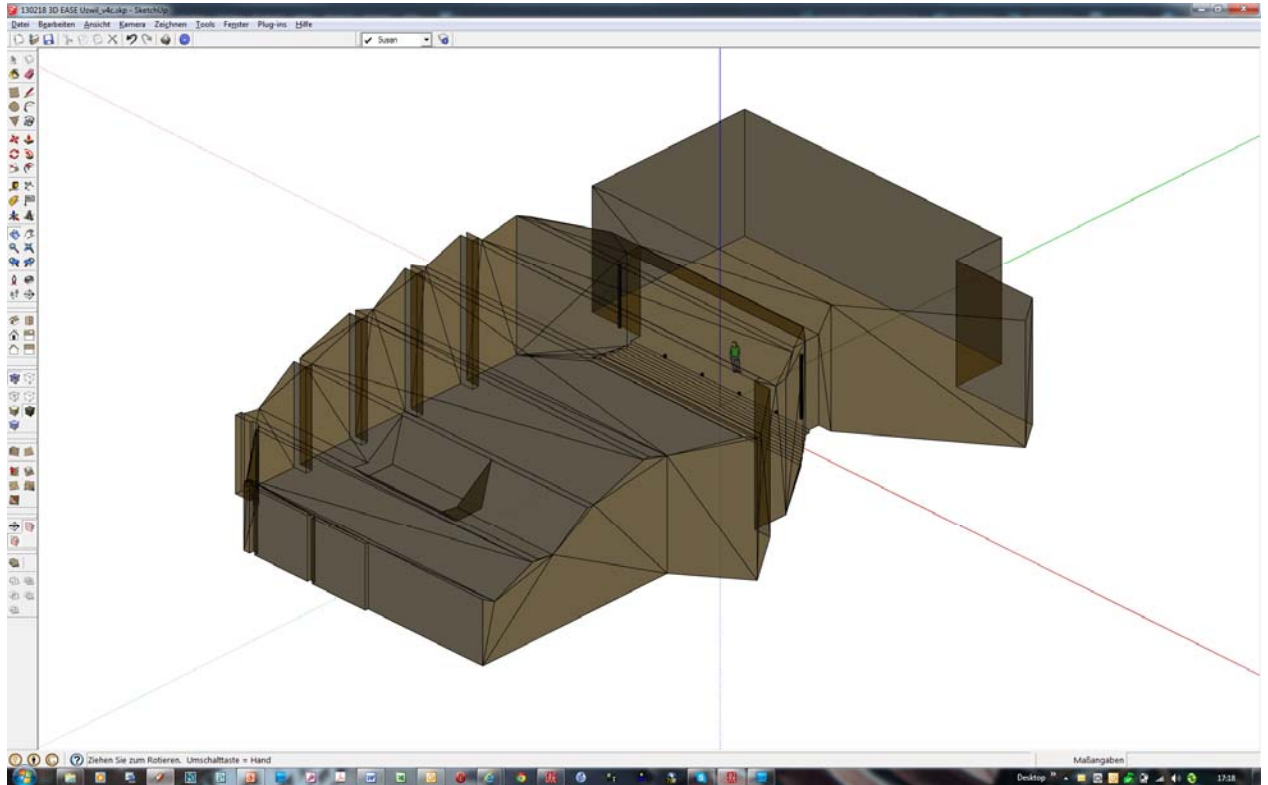 130218 3D EASE Uzwil_v4c.skp - SketchUp
Datei Bearbeiten Ansicht Kamera Zeichnen Tools Fenster Plug-ins Hilfe
Susan
Ziehen Sie zum Rotieren. Umschalttaste = Hand
Maßangaben
Desktop
17:18